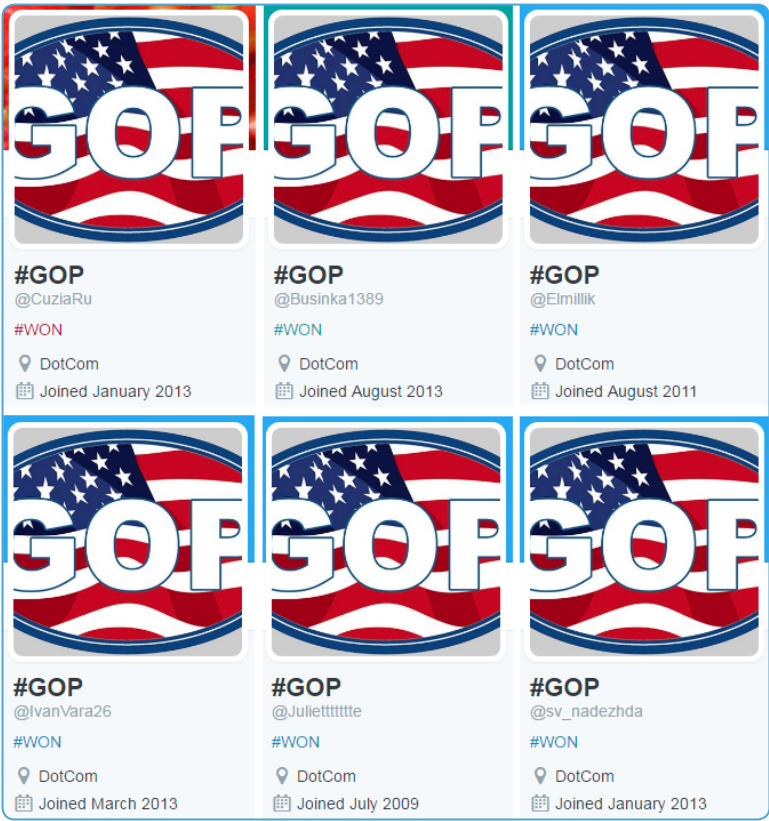 GOP
#GOP
@CuziaRu
#WON
DotCom
Joined January 2013
GOP
#GOP
@Businka1389
#WON
DotCom
Joined August 2013
GOP
#GOP
@Elmillik
#WON
DotCom
Joined August 2011
GOP
#GOP
@IvanVara26
#WON
DotCom
Joined March 2013
GOP
#GOP
@Julietttttttte
#WON
DotCom
Joined July 2009
GOP
#GOP
@sv_nadezhda
#WON
DotCom
Joined January 2013